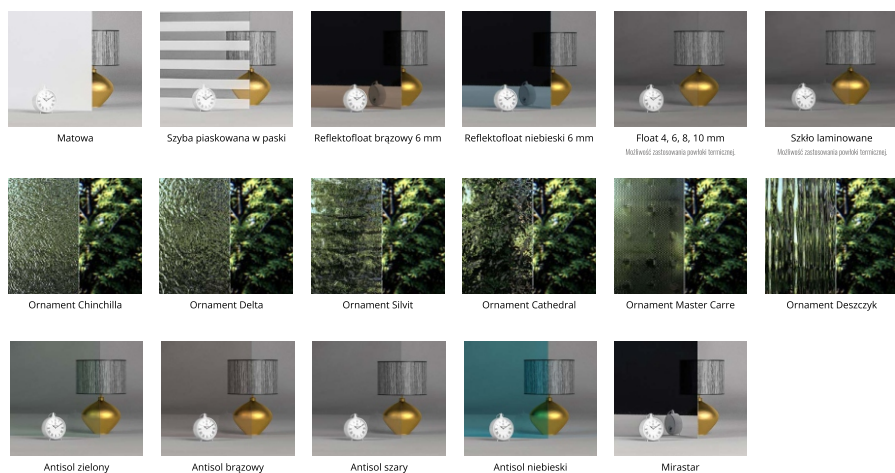 Matowa
Szyba piaskowana w paski
Reflektofloat brązowy 6 mm
Reflektofloat niebieski 6 mm
Float 4, 6, 8, 10 mm
Możliwość zastosowania powłoki termicznej.
Szkło laminowane
Możliwość zastosowania powłoki termicznej.
Ornament Chinchilla
Ornament Delta
Ornament Silvit
Ornament Cathedral
Ornament Master Carre
Ornament Deszczyk
Antisol zielony
Antisol brązowy
Antisol szary
Antisol niebieski
Mirastar